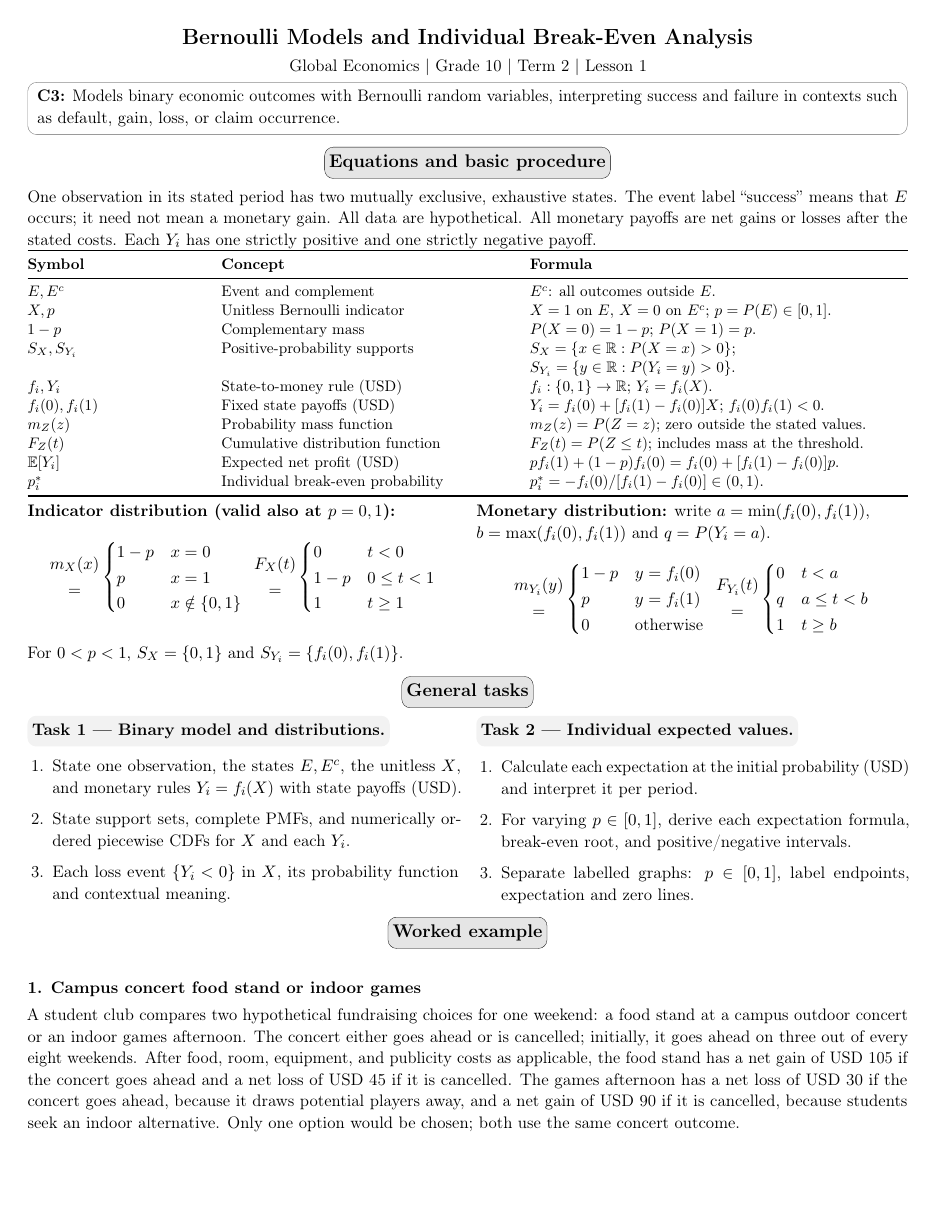 Bernoulli Models and Individual Break-Even Analysis
Global Economics | Grade 10 | Term 2 | Lesson 1
C3: Models binary economic outcomes with Bernoulli random variables, interpreting success and failure in contexts such
as default, gain, loss, or claim occurrence.
Equations and basic procedure
One observation in its stated period has two mutually exclusive, exhaustive states. The event label “success” means that E
occurs; it need not mean a monetary gain. All data are hypothetical. All monetary payoffs are net gains or losses after the
stated costs. Each Y_i has one strictly positive and one strictly negative payoff.
Symbol Concept Formula
E, E^c Event and complement E^c: all outcomes outside E.
X, p Unitless Bernoulli indicator X = 1 on E, X = 0 on E^c; p = P(E) ∈ [0, 1].
1 − p Complementary mass P(X = 0) = 1 − p; P(X = 1) = p.
S_X, S_{Y_i} Positive-probability supports S_X = {x ∈ ℝ : P(X = x) > 0};
S_{Y_i} = {y ∈ ℝ : P(Y_i = y) > 0}.
f_i, Y_i State-to-money rule (USD) f_i : {0, 1} → ℝ; Y_i = f_i(X).
f_i(0), f_i(1) Fixed state payoffs (USD) Y_i = f_i(0) + [f_i(1) − f_i(0)]X; f_i(0)f_i(1) < 0.
m_Z(z) Probability mass function m_Z(z) = P(Z = z); zero outside the stated values.
F_Z(t) Cumulative distribution function F_Z(t) = P(Z ≤ t); includes mass at the threshold.
𝔼[Y_i] Expected net profit (USD) pf_i(1) + (1 − p)f_i(0) = f_i(0) + [f_i(1) − f_i(0)]p.
p_i^* Individual break-even probability p_i^* = −f_i(0)/[f_i(1) − f_i(0)] ∈ (0, 1).
Indicator distribution (valid also at p = 0, 1):
m_X(x) = { 1 − p x = 0
p x = 1
0 x ∉ {0, 1}
F_X(t) = { 0 t < 0
1 − p 0 ≤ t < 1
1 t ≥ 1
For 0 < p < 1, S_X = {0, 1} and S_{Y_i} = {f_i(0), f_i(1)}.
Monetary distribution: write a = min(f_i(0), f_i(1)),
b = max(f_i(0), f_i(1)) and q = P(Y_i = a).
m_{Y_i}(y) = { 1 − p y = f_i(0)
p y = f_i(1)
0 otherwise
F_{Y_i}(t) = { 0 t < a
q a ≤ t < b
1 t ≥ b
General tasks
Task 1 — Binary model and distributions.
1. State one observation, the states E, E^c, the unitless X,
and monetary rules Y_i = f_i(X) with state payoffs (USD).
2. State support sets, complete PMFs, and numerically or-
dered piecewise CDFs for X and each Y_i.
3. Each loss event {Y_i < 0} in X, its probability function
and contextual meaning.
Task 2 — Individual expected values.
1. Calculate each expectation at the initial probability (USD)
and interpret it per period.
2. For varying p ∈ [0, 1], derive each expectation formula,
break-even root, and positive/negative intervals.
3. Separate labelled graphs: p ∈ [0, 1], label endpoints,
expectation and zero lines.
Worked example
1. Campus concert food stand or indoor games
A student club compares two hypothetical fundraising choices for one weekend: a food stand at a campus outdoor concert
or an indoor games afternoon. The concert either goes ahead or is cancelled; initially, it goes ahead on three out of every
eight weekends. After food, room, equipment, and publicity costs as applicable, the food stand has a net gain of USD 105 if
the concert goes ahead and a net loss of USD 45 if it is cancelled. The games afternoon has a net loss of USD 30 if the
concert goes ahead, because it draws potential players away, and a net gain of USD 90 if it is cancelled, because students
seek an indoor alternative. Only one option would be chosen; both use the same concert outcome.